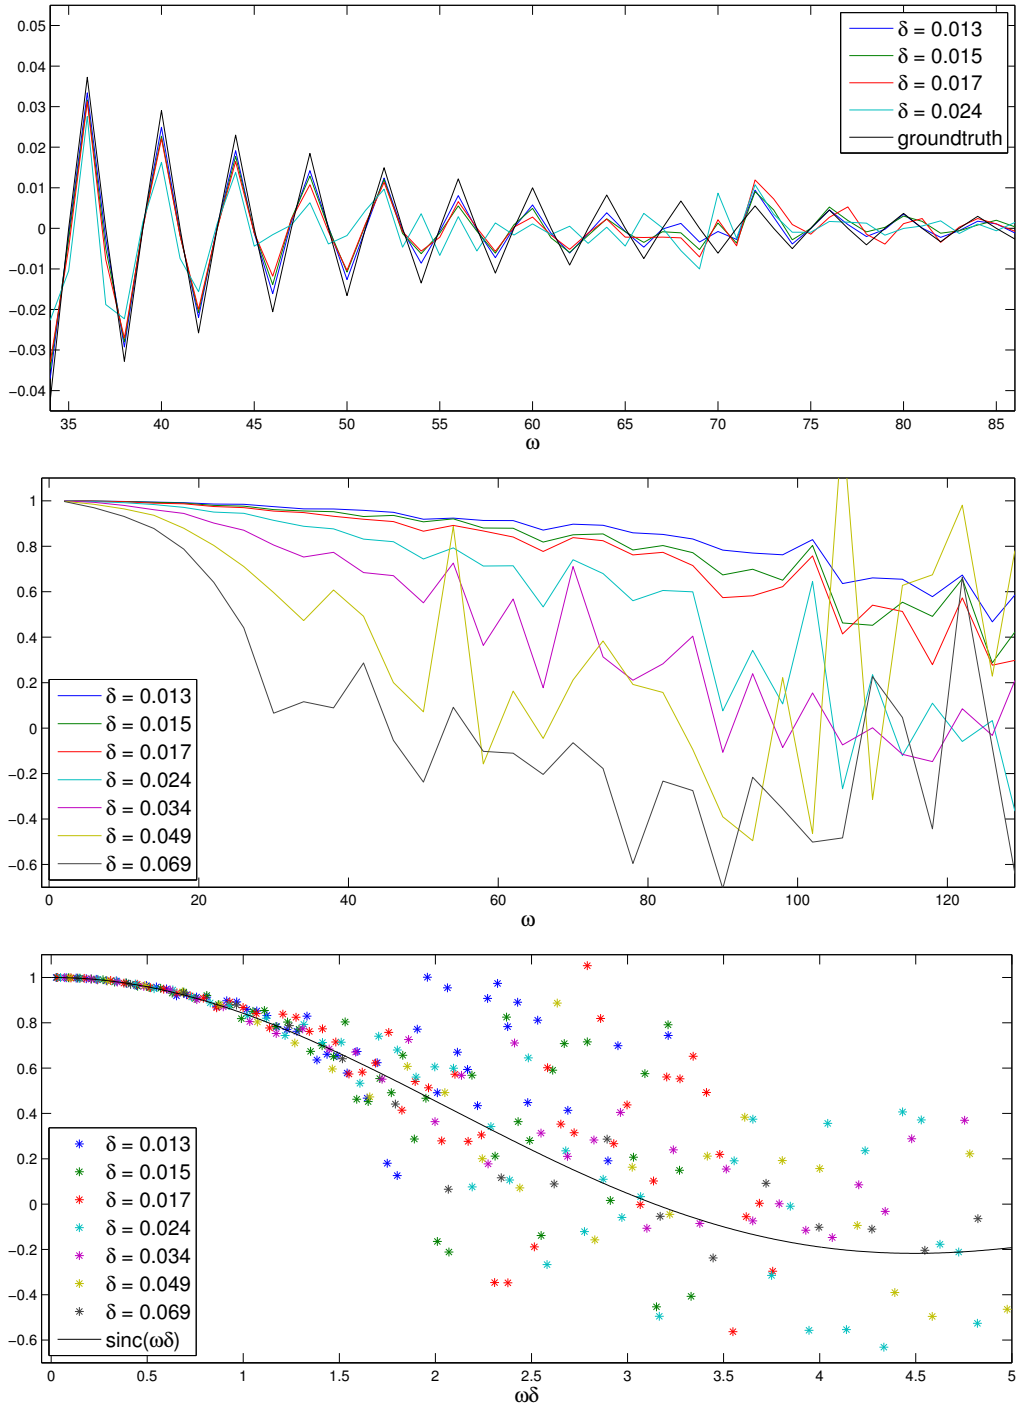 0.05
0.04
0.03
0.02
0.01
0
−0.01
−0.02
−0.03
−0.04
35 40 45 50 55 60 65 70 75 80 85
ω
δ = 0.013
δ = 0.015
δ = 0.017
δ = 0.024
groundtruth
1
0.8
0.6
0.4
0.2
0
−0.2
−0.4
−0.6
0 20 40 60 80 100 120
ω
δ = 0.013
δ = 0.015
δ = 0.017
δ = 0.024
δ = 0.034
δ = 0.049
δ = 0.069
1
0.8
0.6
0.4
0.2
0
−0.2
−0.4
−0.6
0 0.5 1 1.5 2 2.5 3 3.5 4 4.5 5
ωδ
δ = 0.013
δ = 0.015
δ = 0.017
δ = 0.024
δ = 0.034
δ = 0.049
δ = 0.069
sinc(ωδ)